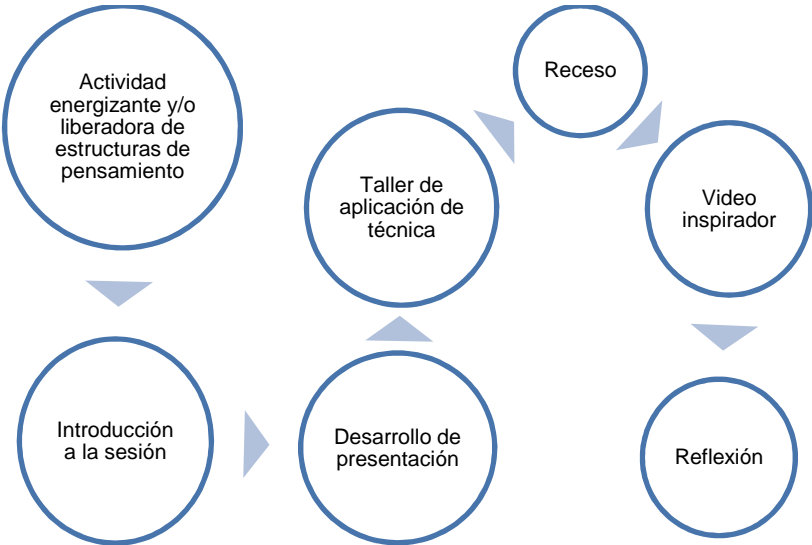 Actividad
energizante y/o
liberadora de
estructuras de
pensamiento
Introducción
a la sesión
Desarrollo de
presentación
Taller de
aplicación de
técnica
Receso
Video
inspirador
Reflexión